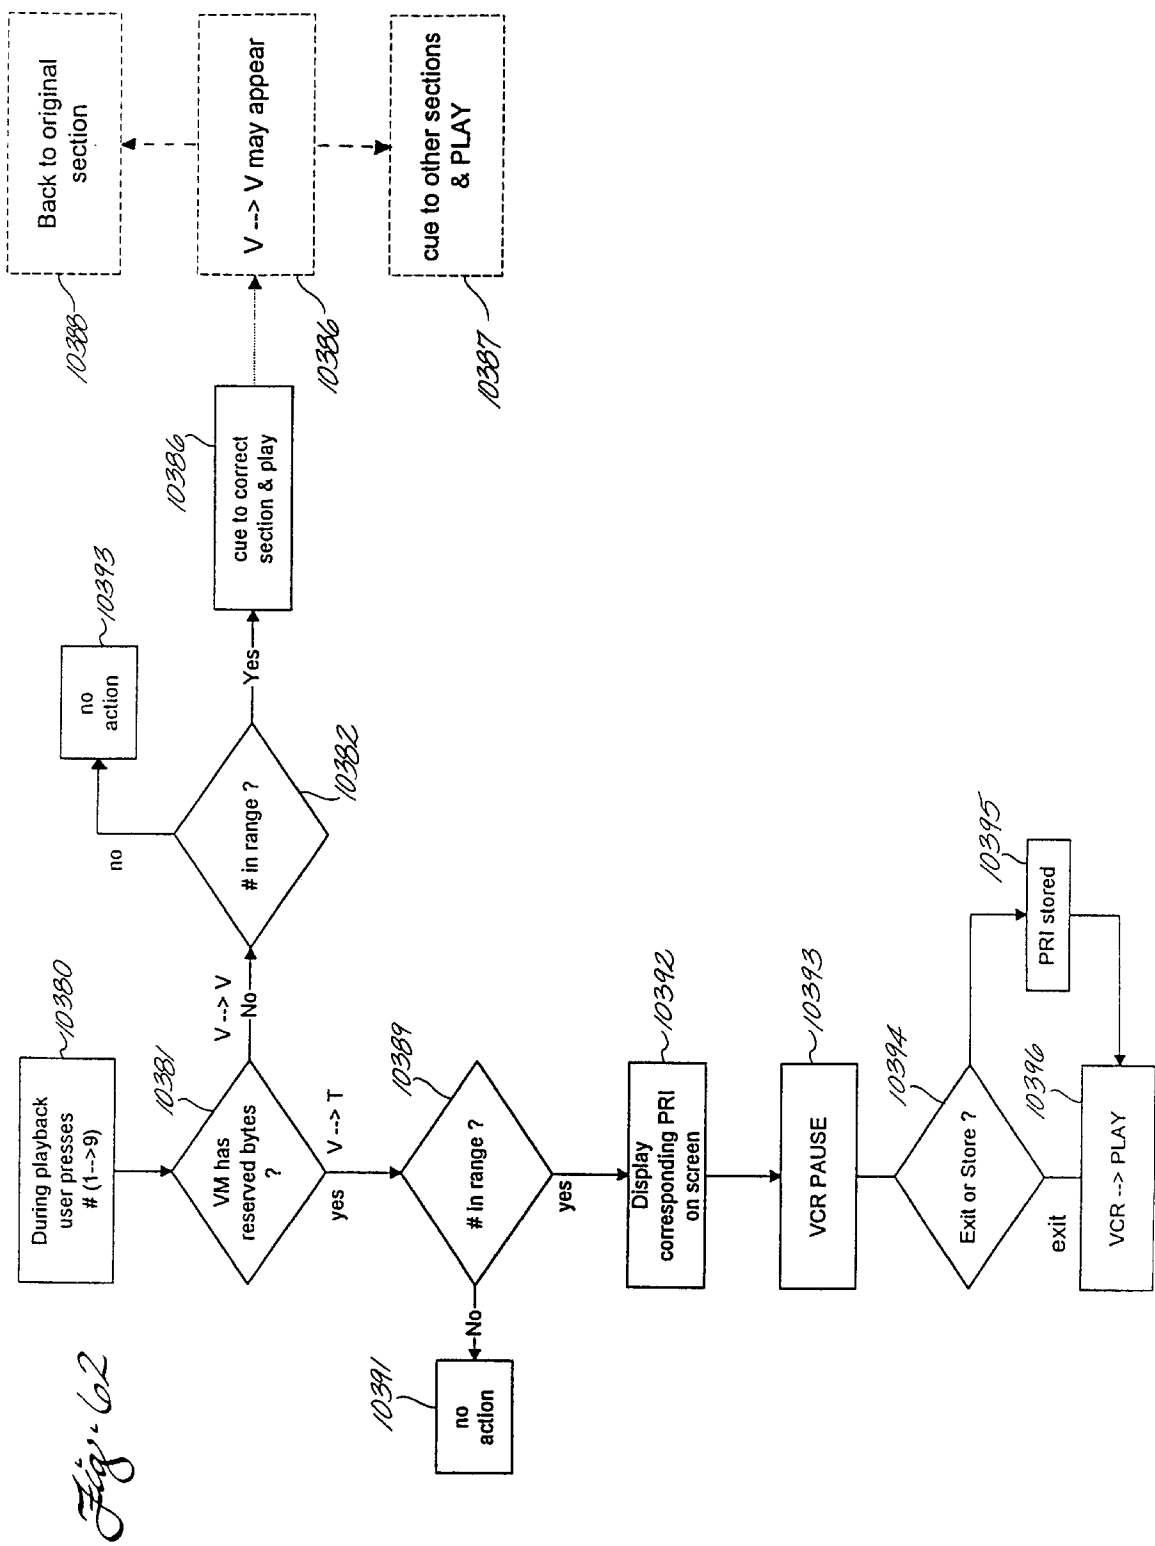 Fig. 62
During playback
user presses
# (1-->9)
10380
VM has
reserved bytes
?
10381
V --> V
No
yes
V --> T
# in range ?
10382
no
no
action
10393
Yes
cue to correct
section & play
10386
V --> V may appear
10386
Back to original
section
10388
cue to other sections
& PLAY
10387
# in range ?
10389
No
no
action
10391
yes
Display
corresponding PRI
on screen
10392
VCR PAUSE
10393
Exit or Store ?
10394
PRI stored
10395
exit
VCR --> PLAY
10396